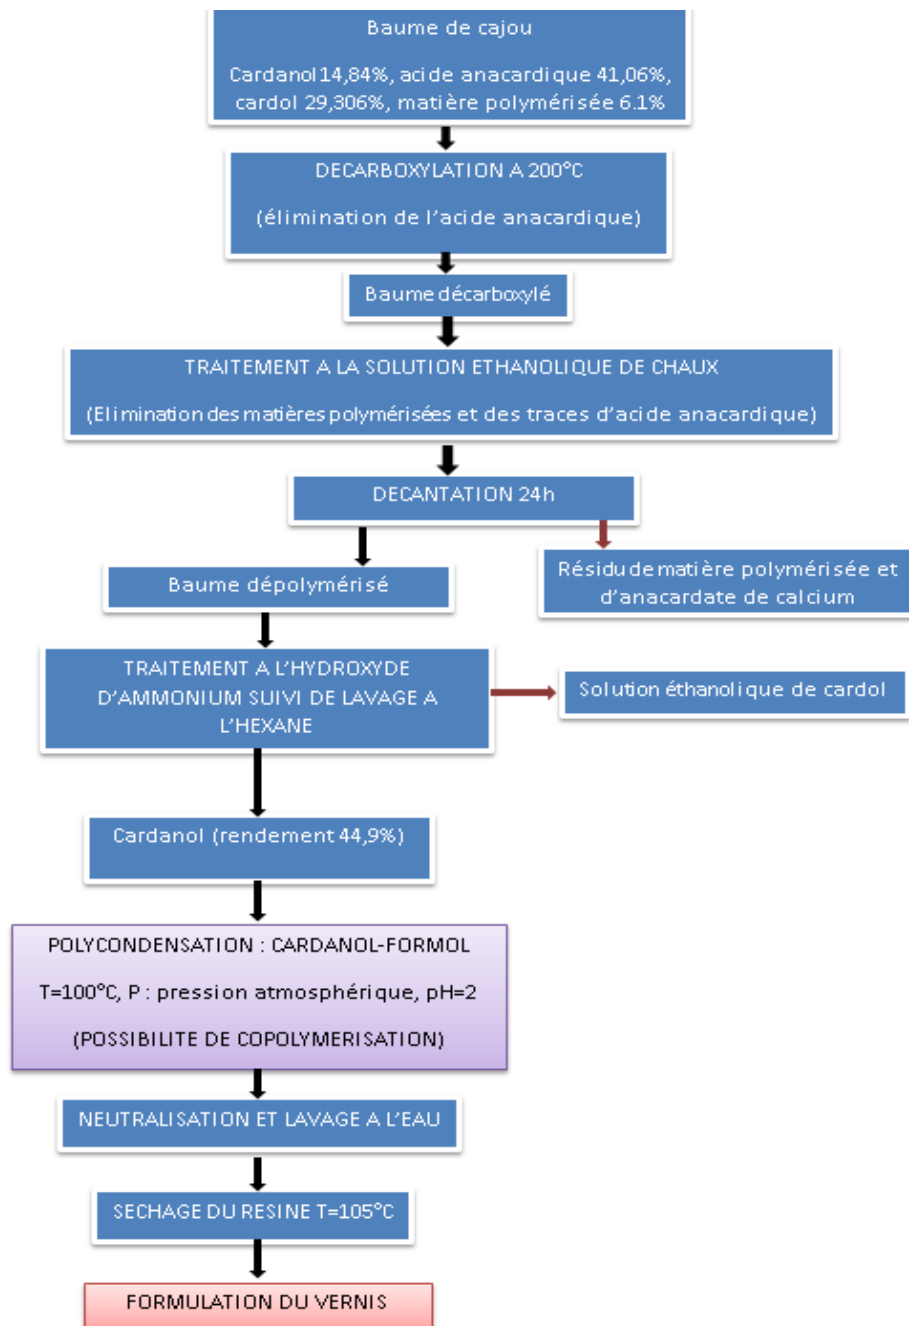 Baume de cajou
Cardanol 14,84%, acide anacardique 41,06%,
cardol 29,306%, matière polymérisée 6.1%
DECARBOXYLATION A 200°C
(élimination de l'acide anacardique)
Baume décarboxylé
TRAITEMENT A LA SOLUTION ETHANOLIQUE DE CHAUX
(Elimination des matières polymérisées et des traces d'acide anacardique)
DECANTATION 24h
Baume dépolymérisé
Résidu de matière polymérisée et
d'anacardate de calcium
TRAITEMENT A L'HYDROXYDE
D'AMMONIUM SUIVI DE LAVAGE A
L'HEXANE
Solution éthanolique de cardol
Cardanol (rendement 44,9%)
POLYCONDENSATION : CARDANOL-FORMOL
T=100°C, P : pression atmosphérique, pH=2
(POSSIBILITE DE COPOLYMERISATION)
NEUTRALISATION ET LAVAGE A L'EAU
SECHAGE DU RESINE T=105°C
FORMULATION DU VERNIS